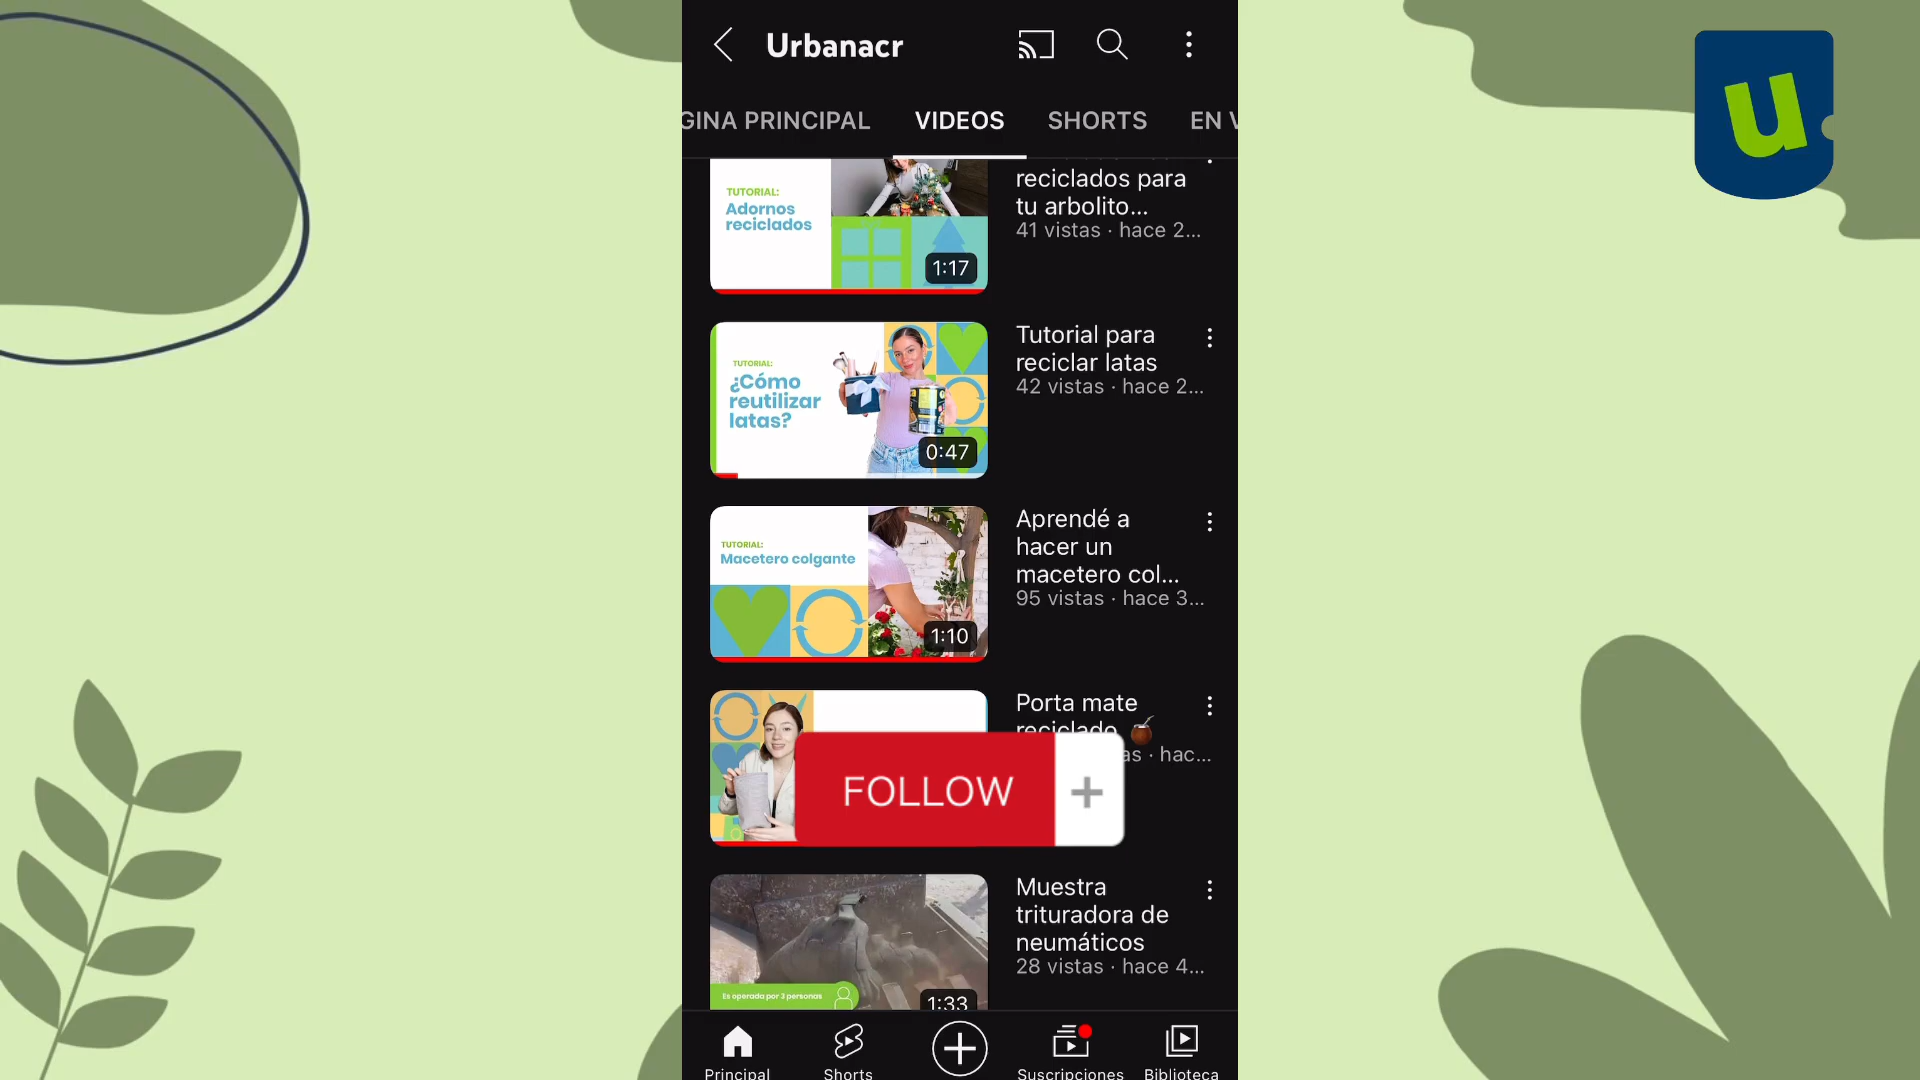 Urbanacr
GINA PRINCIPAL
VIDEOS
SHORTS
EN V
TUTORIAL:
Adornos
reciclados
1:17
reciclados para
tu arbolito...
41 vistas · hace 2...
TUTORIAL:
¿Cómo
reutilizar
latas?
0:47
Tutorial para
reciclar latas
42 vistas · hace 2...
TUTORIAL:
Macetero colgante
1:10
Aprendé a
hacer un
macetero col...
95 vistas · hace 3...
Porta mate
reciclado
as · hac...
FOLLOW
+
Es operada por 3 personas
1:33
Muestra
trituradora de
neumáticos
28 vistas · hace 4...
Principal
Shorts
Suscripciones
Biblioteca
u